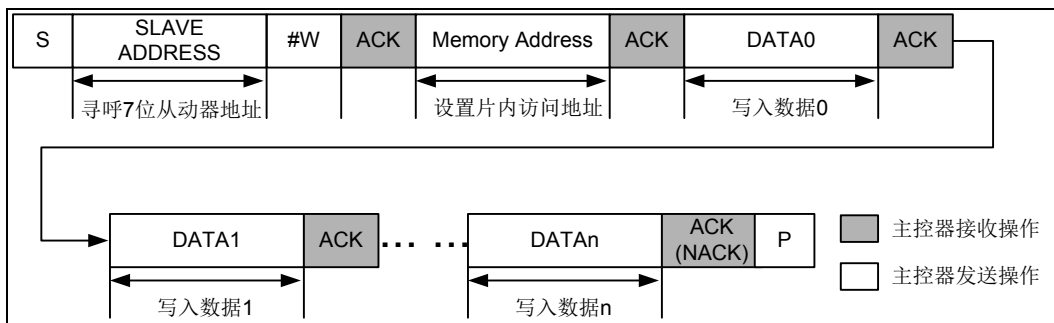 S SLAVE ADDRESS #W ACK Memory Address ACK DATA0 ACK
寻呼7位从动器地址 设置片内访问地址 写入数据0
DATA1 ACK ... ... DATAn ACK (NACK) P
写入数据1 写入数据n
主控器接收操作
主控器发送操作